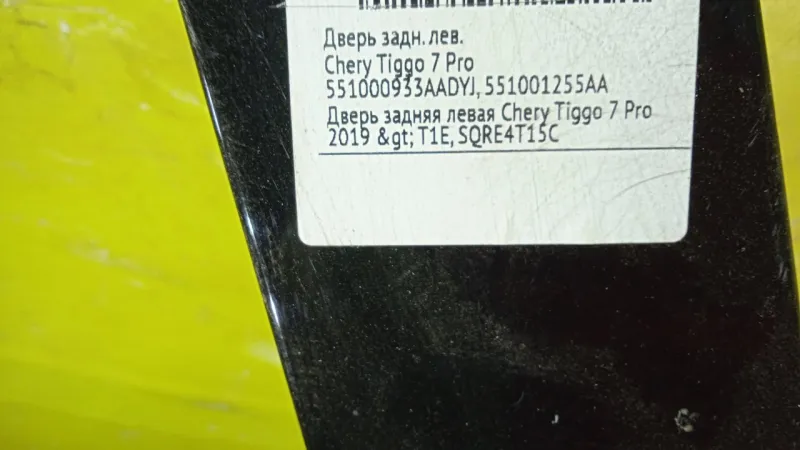 Дверь задн. лев.
Chery Tiggo 7 Pro
551000933AADYJ, 551001255AA
Дверь задняя левая Chery Tiggo 7 Pro
2019 &gt; T1E, SQRE4T15C